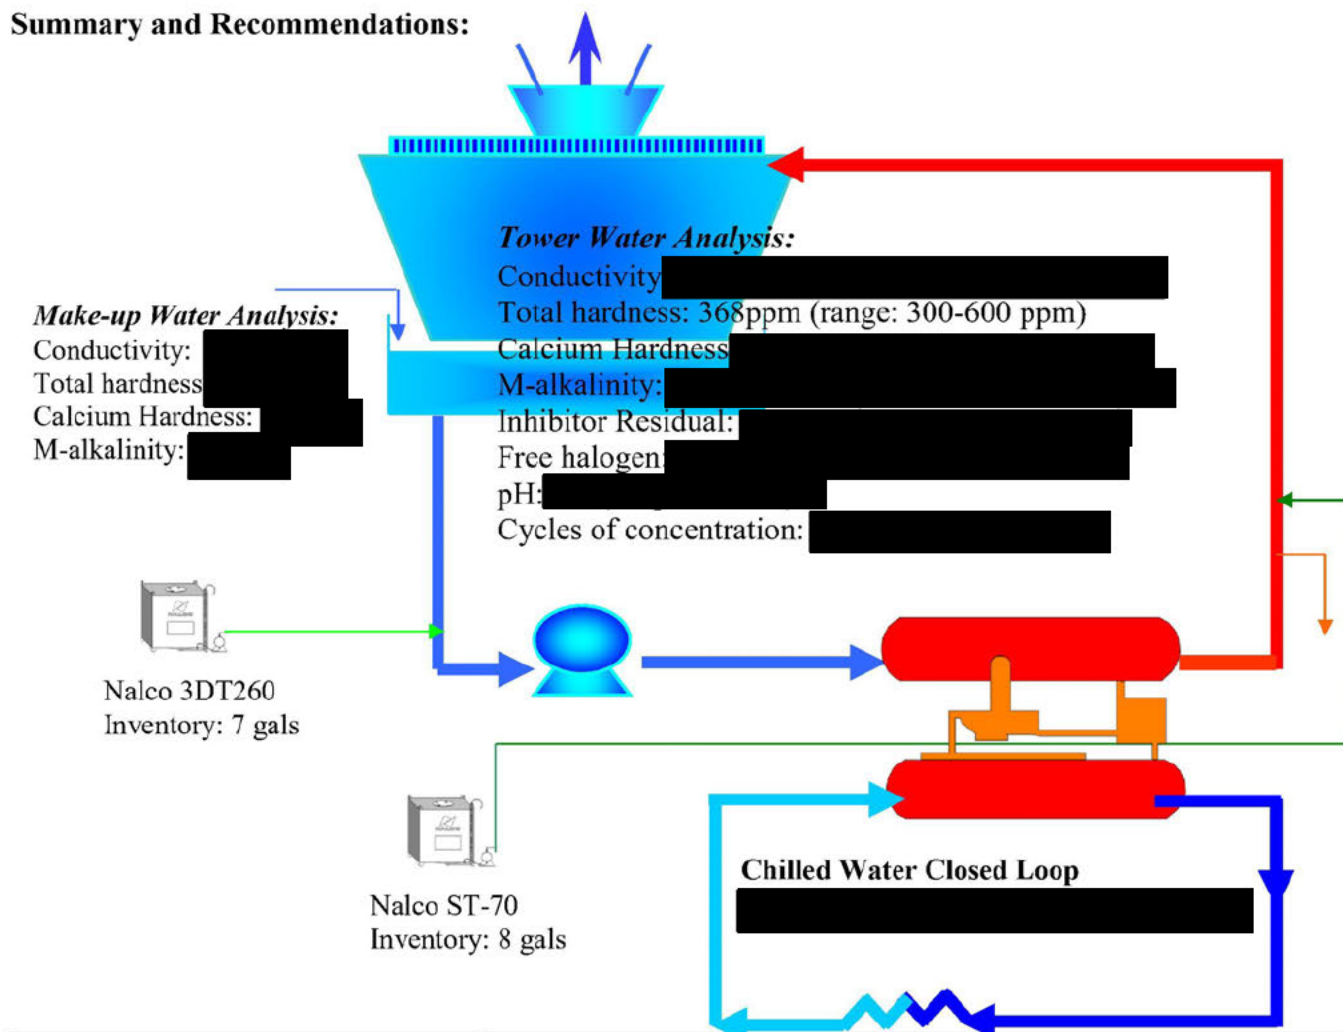 Summary and Recommendations:
Tower Water Analysis:
Conductivity
Total hardness: 368ppm (range: 300-600 ppm)
Calcium Hardness
M-alkalinity:
Inhibitor Residual:
Free halogen:
pH:
Cycles of concentration:
Make-up Water Analysis:
Conductivity:
Total hardness
Calcium Hardness:
M-alkalinity:
Nalco 3DT260
Inventory: 7 gals
Nalco ST-70
Inventory: 8 gals
Chilled Water Closed Loop